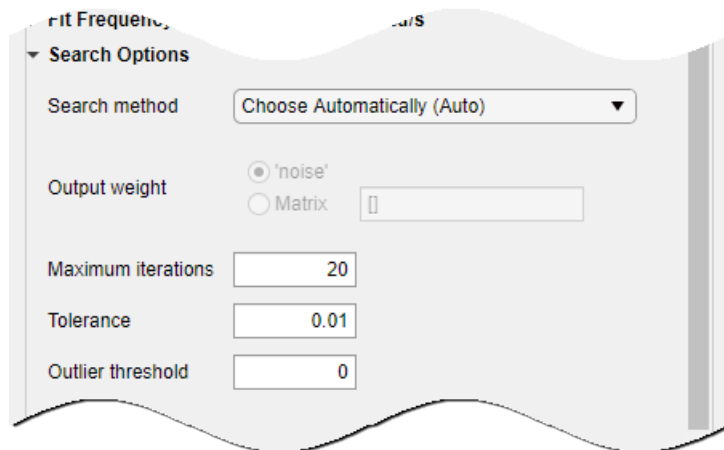 Fit
Search Options
Search method Choose Automatically (Auto)
Output weight 'noise'
Matrix []
Maximum iterations 20
Tolerance 0.01
Outlier threshold 0